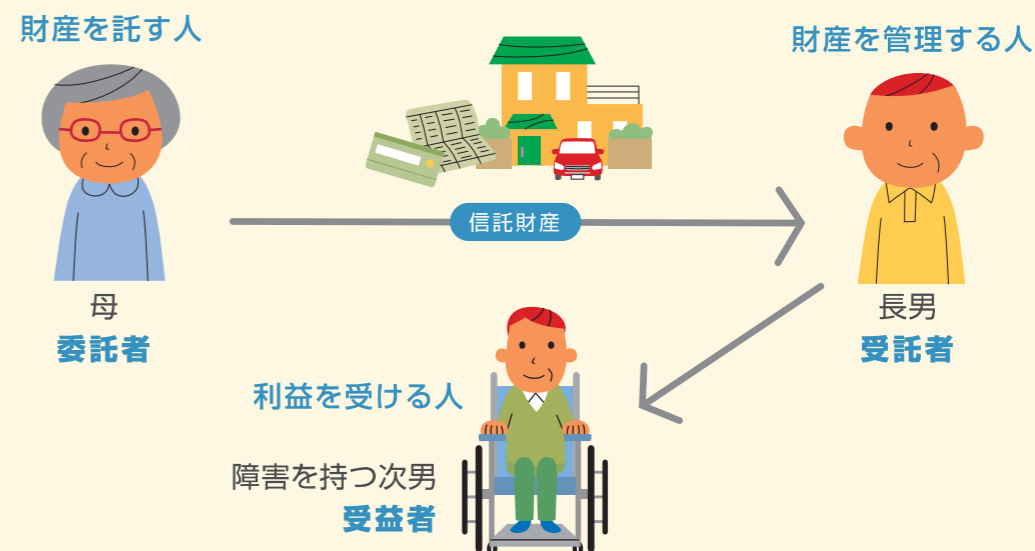 財産を託す人
財産を管理する人
信託財産
母
委託者
長男
受託者
利益を受ける人
障害を持つ次男
受益者